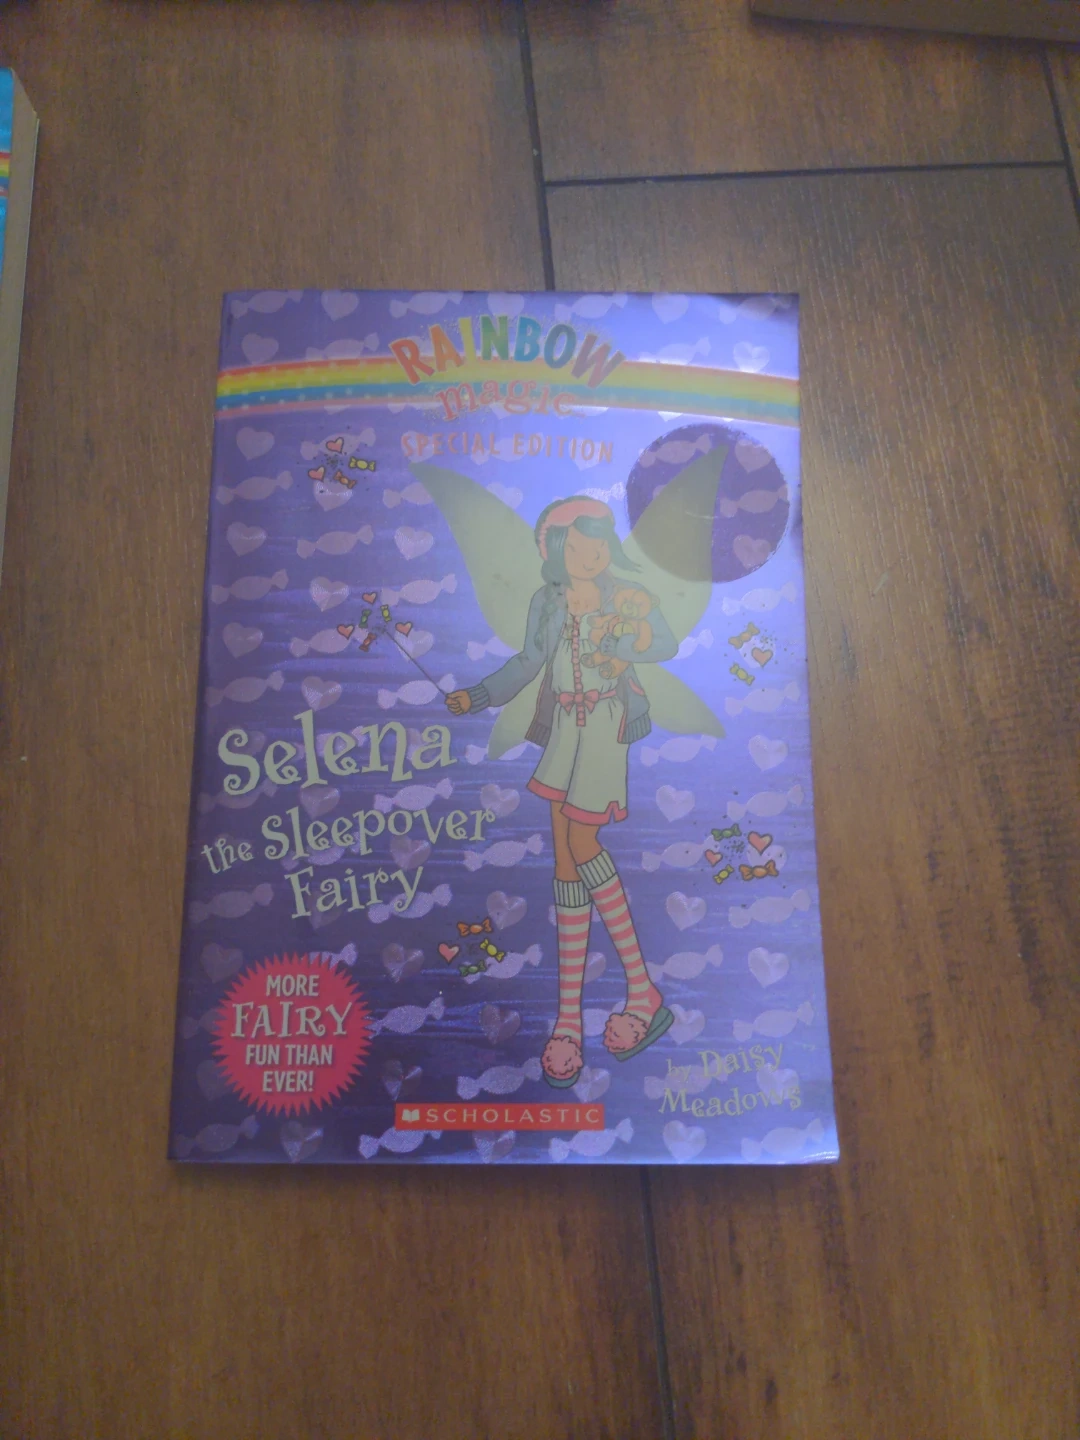 RAINBOW
magic
SPECIAL EDITION
Selena
the Sleepover
Fairy
MORE
FAIRY
FUN THAN
EVER!
by Daisy
Meadows
SCHOLASTIC